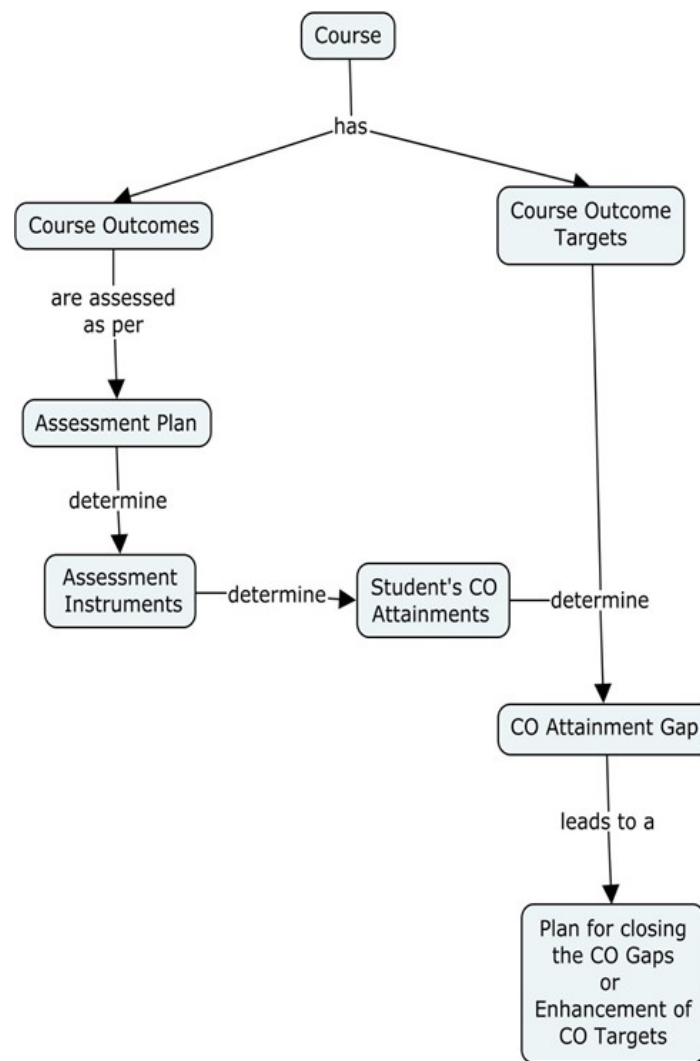 Course
has
Course Outcomes
Course Outcome
Targets
are assessed
as per
Assessment Plan
determine
Assessment
Instruments
determine
Student's CO
Attainments
determine
CO Attainment Gap
leads to a
Plan for closing
the CO Gaps
or
Enhancement of
CO Targets